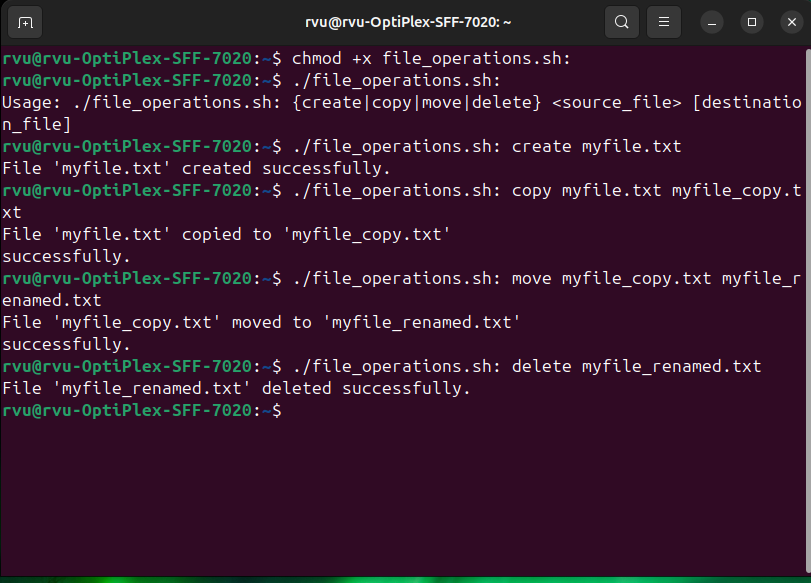 rvu@rvu-OptiPlex-SFF-7020: ~
rvu@rvu-OptiPlex-SFF-7020:~$ chmod +x file_operations.sh:
rvu@rvu-OptiPlex-SFF-7020:~$ ./file_operations.sh:
Usage: ./file_operations.sh: {create|copy|move|delete} <source_file> [destinatio
n_file]
rvu@rvu-OptiPlex-SFF-7020:~$ ./file_operations.sh: create myfile.txt
File 'myfile.txt' created successfully.
rvu@rvu-OptiPlex-SFF-7020:~$ ./file_operations.sh: copy myfile.txt myfile_copy.t
xt
File 'myfile.txt' copied to 'myfile_copy.txt'
successfully.
rvu@rvu-OptiPlex-SFF-7020:~$ ./file_operations.sh: move myfile_copy.txt myfile_r
enamed.txt
File 'myfile_copy.txt' moved to 'myfile_renamed.txt'
successfully.
rvu@rvu-OptiPlex-SFF-7020:~$ ./file_operations.sh: delete myfile_renamed.txt
File 'myfile_renamed.txt' deleted successfully.
rvu@rvu-OptiPlex-SFF-7020:~$